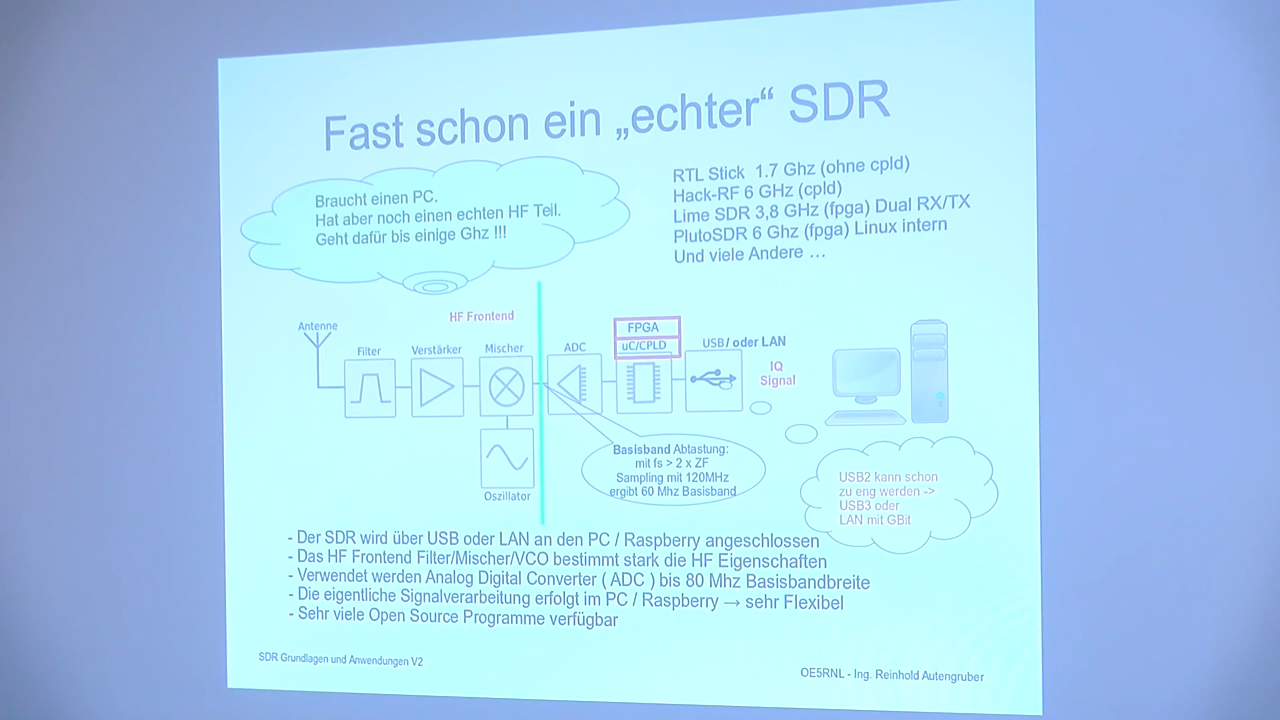 Fast schon ein „echter“ SDR
Braucht einen PC.
Hat aber noch einen echten HF Teil.
Geht dafür bis einige Ghz !!!
RTL Stick 1.7 Ghz (ohne cpld)
Hack-RF 6 GHz (cpld)
Lime SDR 3,8 GHz (fpga) Dual RX/TX
PlutoSDR 6 Ghz (fpga) Linux intern
Und viele Andere …
HF Frontend
Antenne
Filter
Verstärker
Mischer
ADC
FPGA
uC/CPLD
USB/ oder LAN
IQ
Signal
Oszillator
Basisband Abtastung:
mit fs > 2 x ZF
Sampling mit 120MHz
ergibt 60 Mhz Basisband
USB2 kann schon
zu eng werden ->
USB3 oder
LAN mit GBit
- Der SDR wird über USB oder LAN an den PC / Raspberry angeschlossen
- Das HF Frontend Filter/Mischer/VCO bestimmt stark die HF Eigenschaften
- Verwendet werden Analog Digital Converter ( ADC ) bis 80 Mhz Basisbandbreite
- Die eigentliche Signalverarbeitung erfolgt im PC / Raspberry → sehr Flexibel
- Sehr viele Open Source Programme verfügbar
SDR Grundlagen und Anwendungen V2
OE5RNL - Ing. Reinhold Autengruber